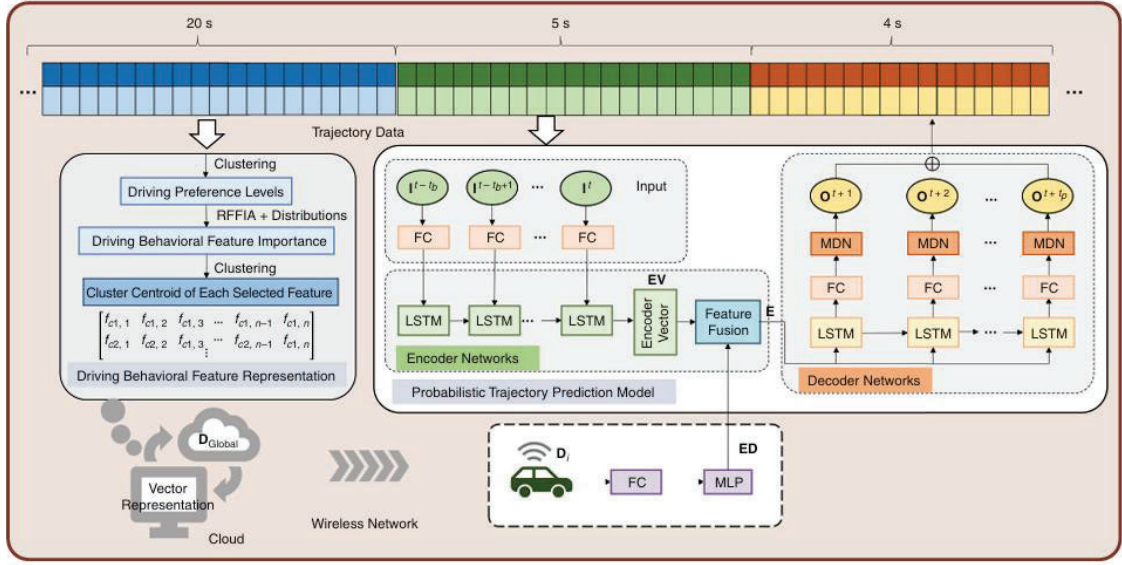 20 s 5 s 4 s
... ...
Trajectory Data
Clustering
Driving Preference Levels
RFFIA + Distributions
Driving Behavioral Feature Importance
Clustering
Cluster Centroid of Each Selected Feature
f_{c1, 1} f_{c1, 2} f_{c1, 3} ... f_{c1, n-1} f_{c1, n}
f_{c2, 1} f_{c2, 2} f_{c1, 3} ... f_{c2, n-1} f_{c1, n}
⋮
Driving Behavioral Feature Representation
I^{t-t_b} I^{t-t_b+1} ... I^t Input
FC FC ... FC
LSTM LSTM ... LSTM
EV
Encoder Vector
Feature Fusion
E
Encoder Networks
Probabilistic Trajectory Prediction Model
O^{t+1} O^{t+2} ... O^{t+t_p}
MDN MDN ... MDN
FC FC ... FC
LSTM LSTM ... LSTM
Decoder Networks
D_{Global}
Vector Representation
Cloud
Wireless Network
D_i
ED
FC MLP